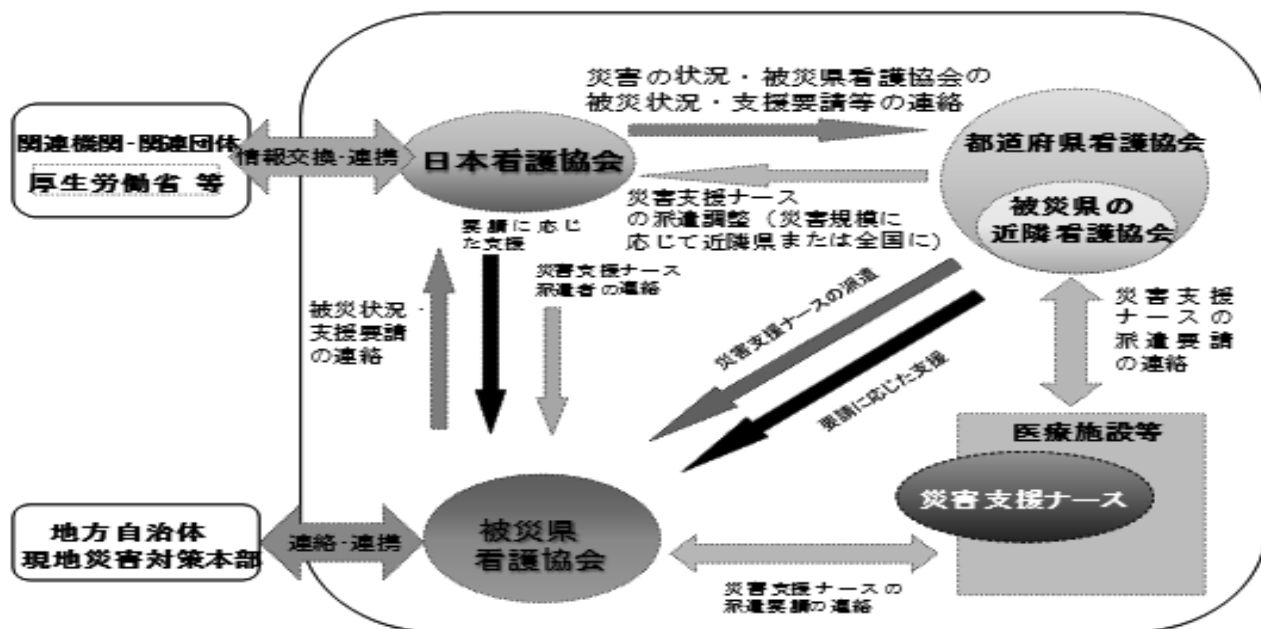 災害の状況・被災県看護協会の
被災状況・支援要請等の連絡
関連機関-関連団体
厚生労働省 等
情報交換-連携
日本看護協会
都道府県看護協会
被災県の
近隣看護協会
災害支援ナース
の派遣調整（災害規模に
応じて近隣県または全国に）
要請に応じ
た支援
災害支援ナース
派遣者の連絡
被災状況・
支援要請
の連絡
災害支援ナースの派遣
要請に応じた支援
災害支援
ナースの
派遣要請
の連絡
医療施設等
災害支援ナース
地方自治体
現地災害対策本部
連絡-連携
被災県
看護協会
災害支援ナースの
派遣要請の連絡